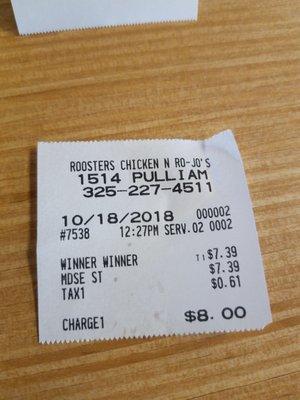 ROOSTERS CHICKEN N RO-JO'S
1514 PULLIAM
325-227-4511
10/18/2018 000002
#7538 12:27PM SERV.02 0002
WINNER WINNER T1$7.39
MDSE ST $7.39
TAX1 $0.61
CHARGE1 $8.00